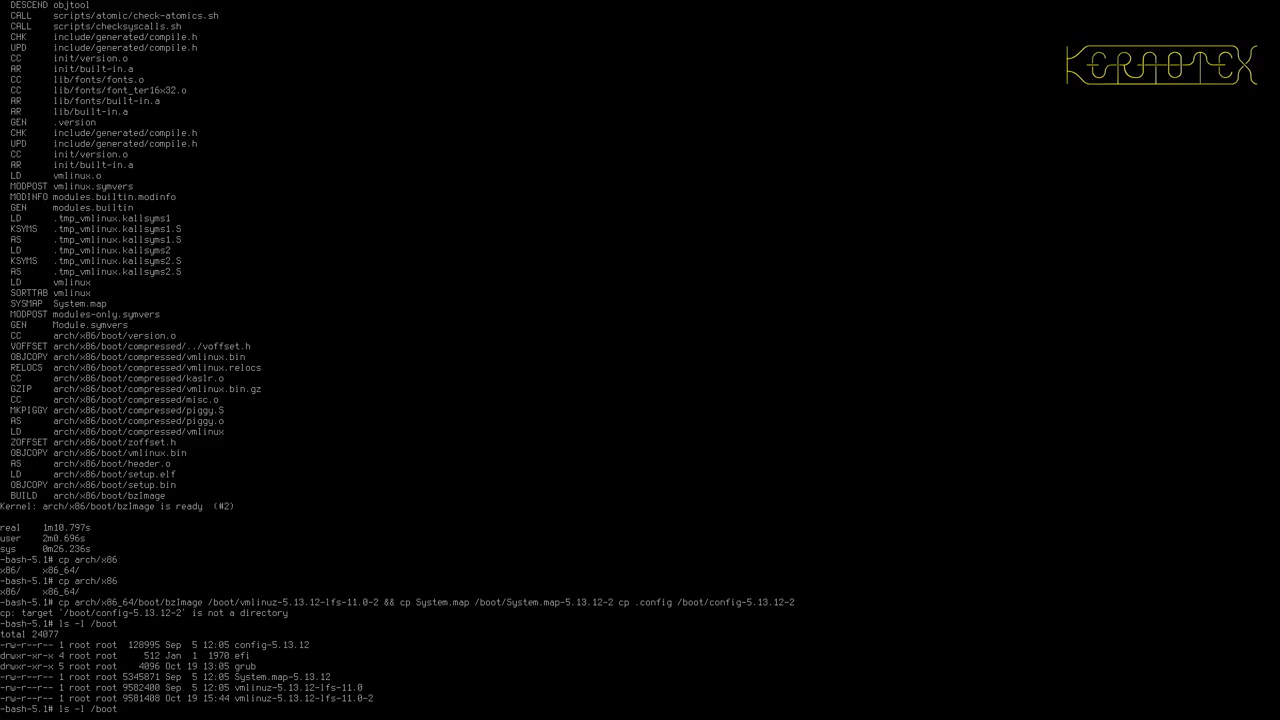 DESCEND objtool
CALL    scripts/atomic/check-atomics.sh
CALL    scripts/checksyscalls.sh
CHK     include/generated/compile.h
UPD     include/generated/compile.h
CC      init/version.o
AR      init/built-in.a
CC      lib/fonts/fonts.o
CC      lib/fonts/font_ter16x32.o
AR      lib/fonts/built-in.a
AR      lib/built-in.a
GEN     .version
CHK     include/generated/compile.h
UPD     include/generated/compile.h
CC      init/version.o
AR      init/built-in.a
LD      vmlinux.o
MODPOST vmlinux.symvers
MODINFO modules.builtin.modinfo
GEN     modules.builtin
LD      .tmp_vmlinux.kallsyms1
KSYMS   .tmp_vmlinux.kallsyms1.S
AS      .tmp_vmlinux.kallsyms1.S
LD      .tmp_vmlinux.kallsyms2
KSYMS   .tmp_vmlinux.kallsyms2.S
AS      .tmp_vmlinux.kallsyms2.S
LD      vmlinux
SORTTAB vmlinux
SYSMAP  System.map
MODPOST modules-only.symvers
GEN     Module.symvers
CC      arch/x86/boot/version.o
VOFFSET arch/x86/boot/compressed/../voffset.h
OBJCOPY arch/x86/boot/compressed/vmlinux.bin
RELOCS  arch/x86/boot/compressed/vmlinux.relocs
CC      arch/x86/boot/compressed/kaslr.o
GZIP    arch/x86/boot/compressed/vmlinux.bin.gz
CC      arch/x86/boot/compressed/misc.o
MKPIGGY arch/x86/boot/compressed/piggy.S
AS      arch/x86/boot/compressed/piggy.o
LD      arch/x86/boot/compressed/vmlinux
ZOFFSET arch/x86/boot/zoffset.h
OBJCOPY arch/x86/boot/vmlinux.bin
AS      arch/x86/boot/header.o
LD      arch/x86/boot/setup.elf
OBJCOPY arch/x86/boot/setup.bin
BUILD   arch/x86/boot/bzImage
Kernel: arch/x86/boot/bzImage is ready  (#2)
real    1m10.797s
user    2m0.696s
sys     0m26.236s
-bash-5.1# cp arch/x86
x86/    x86_64/
-bash-5.1# cp arch/x86
x86/    x86_64/
-bash-5.1# cp arch/x86_64/boot/bzImage /boot/vmlinuz-5.13.12-lfs-11.0-2 && cp System.map /boot/System.map-5.13.12-2 cp .config /boot/config-5.13.12-2
cp: target '/boot/config-5.13.12-2' is not a directory
-bash-5.1# ls -l /boot
total 24077
-rw-r--r-- 1 root root  128995 Sep  5 12:05 config-5.13.12
drwxr-xr-x 4 root root     512 Jan  1  1970 efi
drwxr-xr-x 5 root root    4096 Oct 19 13:05 grub
-rw-r--r-- 1 root root 5345871 Sep  5 12:05 System.map-5.13.12
-rw-r--r-- 1 root root 9582400 Sep  5 12:05 vmlinuz-5.13.12-lfs-11.0
-rw-r--r-- 1 root root 9581408 Oct 19 15:44 vmlinuz-5.13.12-lfs-11.0-2
-bash-5.1# ls -l /boot
KERAOTEX